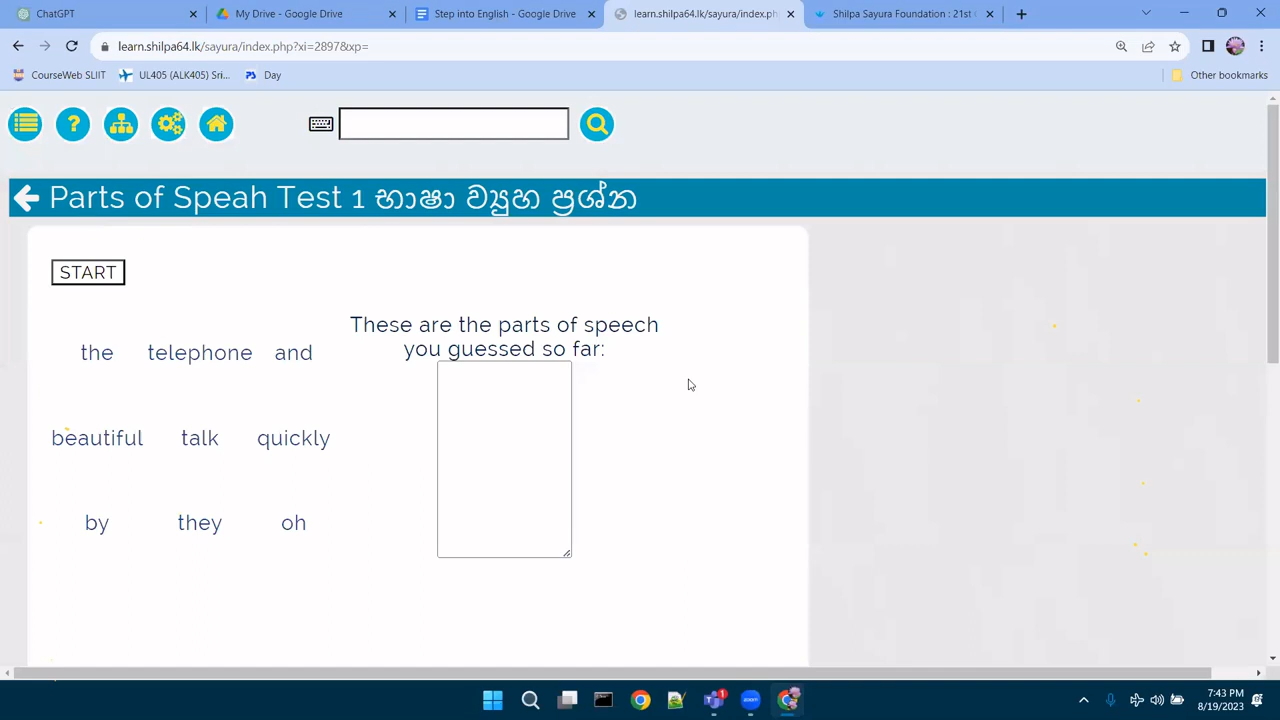 ChatGPT
My Drive - Google Drive
Step into English - Google Drive
learn.shilpa64.lk/sayura/index.ph
Shilpa Sayura Foundation : 21st
learn.shilpa64.lk/sayura/index.php?xi=2897&xp=
CourseWeb SLIIT
UL405 (ALK405) Sri...
Day
Other bookmarks
Parts of Speah Test 1 භාෂා ව්‍යුහ ප්‍රශ්න
START
These are the parts of speech
you guessed so far:
the telephone and
beautiful talk quickly
by they oh
7:43 PM
8/19/2023